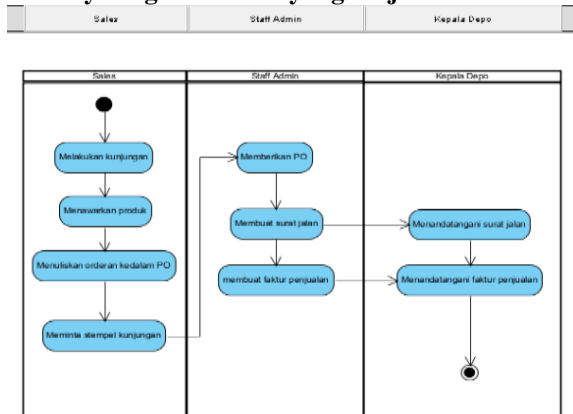 Sales
Staff Admin
Kepala Depo
Sales
Staff Admin
Kepala Depo
Melakukan kunjungan
Memberikan PO
Menawarkan produk
Membuat surat jalan
Menandatangani surat jalan
Menuliskan orderan kedalam PO
membuat faktur penjualan
Menandatangani faktur penjualan
Meminta stempel kunjungan